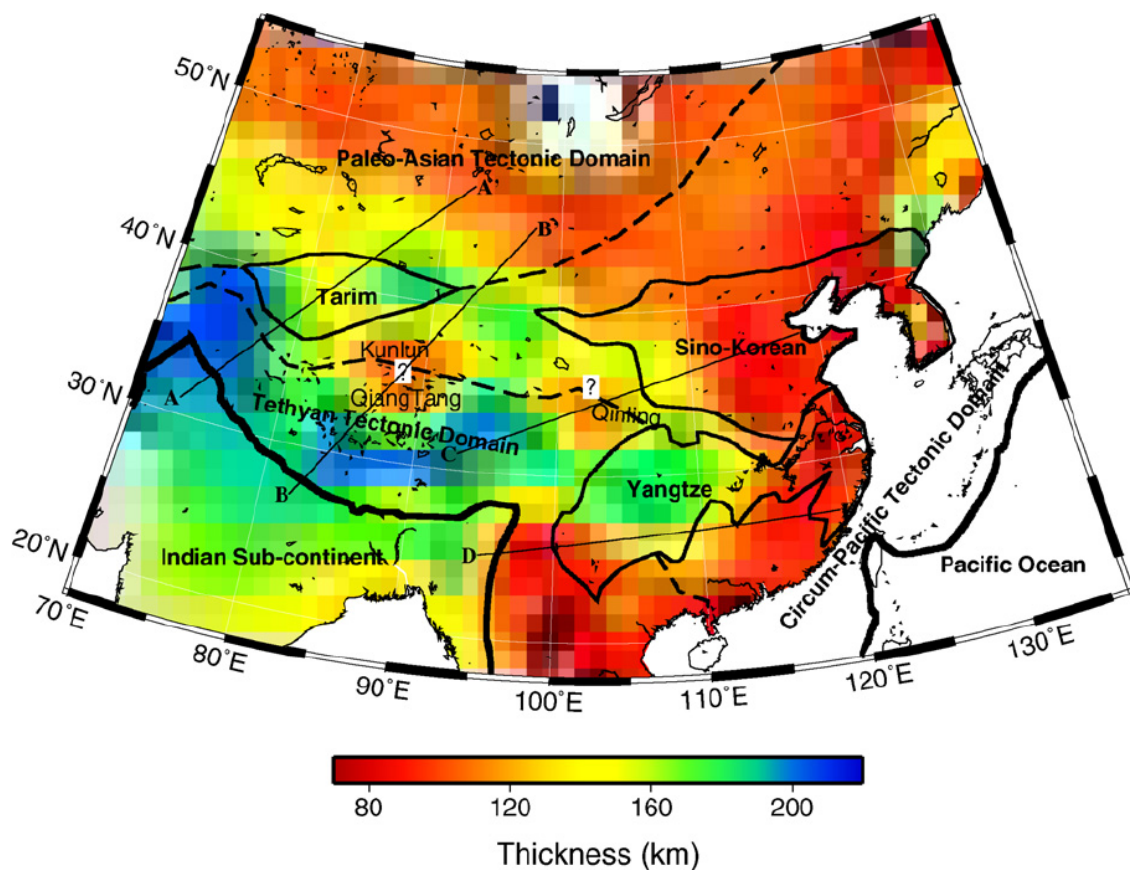 50°N
40°N
30°N
20°N
70°E
80°E
90°E
100°E
110°E
120°E
130°E
Paleo-Asian Tectonic Domain
A'
B'
Tarim
Sino-Korean
Kunlun
?
?
QiangTang
Qinling
A
Tethyan Tectonic Domain
C
B
Yangtze
D
Indian Sub-continent
Circum-Pacific Tectonic Domain
Pacific Ocean
80
120
160
200
Thickness (km)